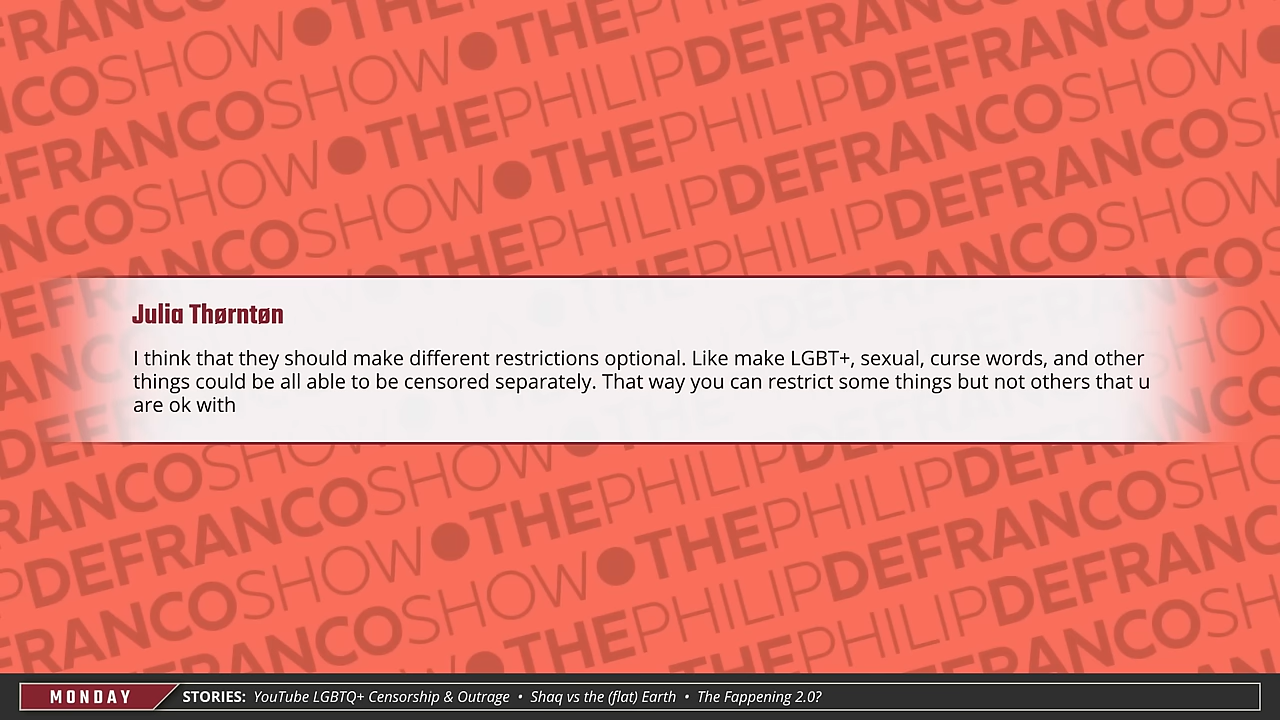 Julia Thørntøn
I think that they should make different restrictions optional. Like make LGBT+, sexual, curse words, and other
things could be all able to be censored separately. That way you can restrict some things but not others that u
are ok with
MONDAY
STORIES: YouTube LGBTQ+ Censorship & Outrage • Shaq vs the (flat) Earth • The Fappening 2.0?
THEPHILIPDEFRANCOSHOW